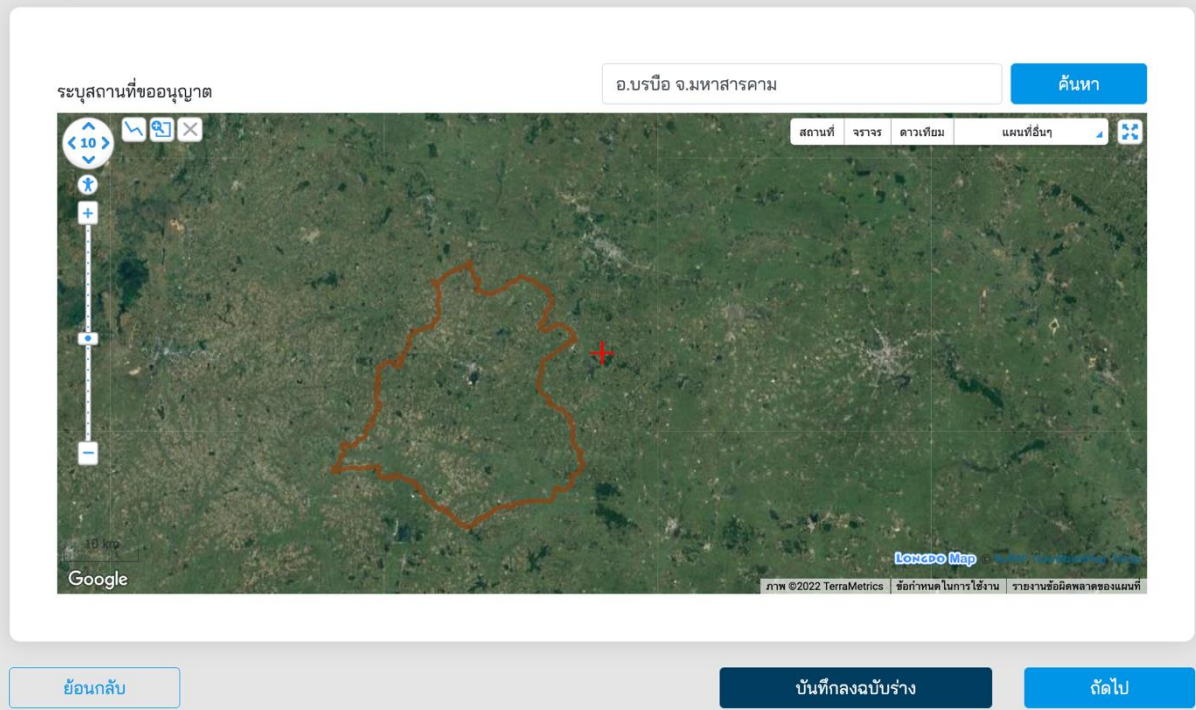 ระบุสถานที่ขออนุญาต
อ.บรบือ จ.มหาสารคาม
ค้นหา
10
สถานที่
จราจร
ดาวเทียม
แผนที่อื่นๆ
10 km
LONGDO Map
Google
ภาพ ©2022 TerraMetrics
ข้อกำหนดในการใช้งาน
รายงานข้อผิดพลาดของแผนที่
ย้อนกลับ
บันทึกลงฉบับร่าง
ถัดไป